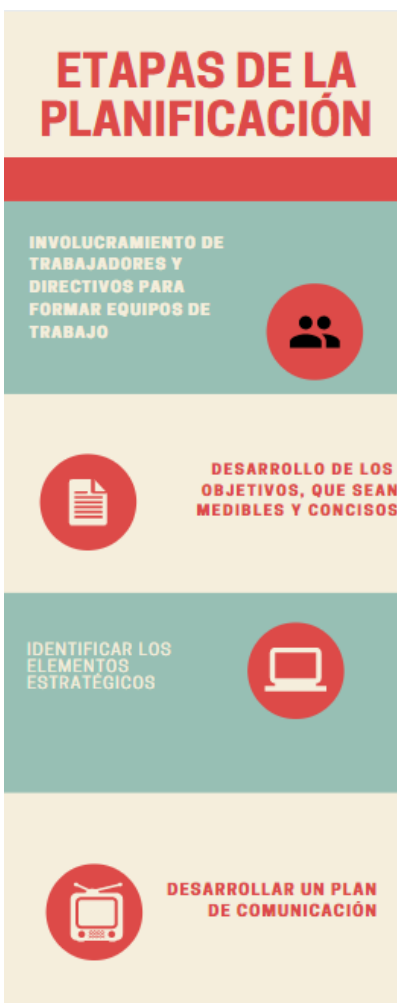 ETAPAS DE LA
PLANIFICACIÓN
INVOLUCRAMIENTO DE
TRABAJADORES Y
DIRECTIVOS PARA
FORMAR EQUIPOS DE
TRABAJO
DESARROLLO DE LOS
OBJETIVOS, QUE SEAN
MEDIBLES Y CONCISOS
IDENTIFICAR LOS
ELEMENTOS
ESTRATÉGICOS
DESARROLLAR UN PLAN
DE COMUNICACIÓN